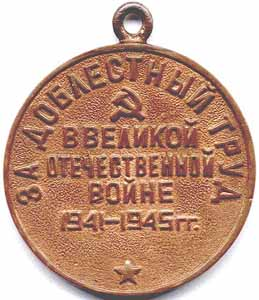 ЗА ДОБЛЕСТНЫЙ ТРУД
В ВЕЛИКОЙ
ОТЕЧЕСТВЕННОЙ
ВОЙНЕ
1941–1945гг.